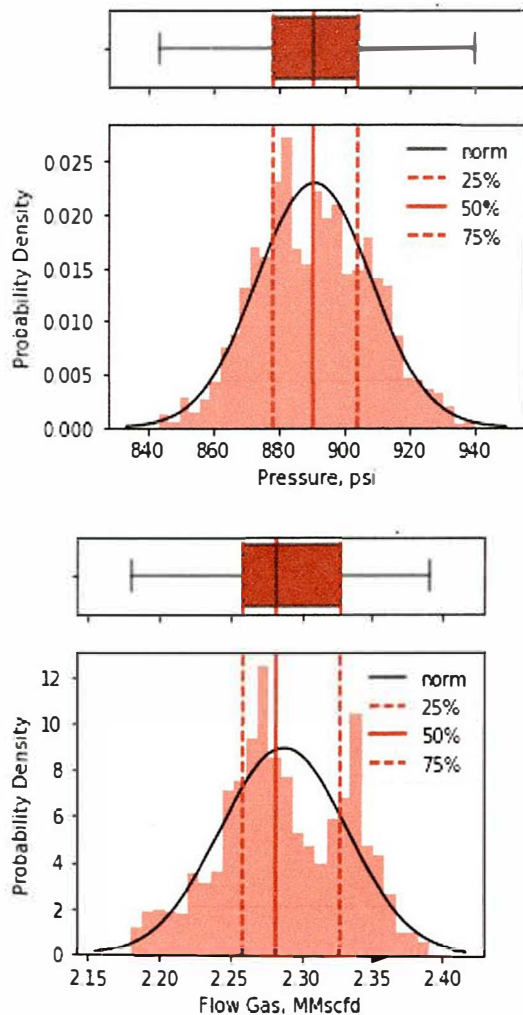 norm
25%
50%
75%
0.025
0.020
0.015
0.010
0.005
0.000
Probability Density
840 860 880 900 920 940
Pressure, psi
norm
25%
50%
75%
12
10
8
6
4
2
0
Probability Density
2.15 2.20 2.25 2.30 2.35 2.40
Flow Gas, MMscfd